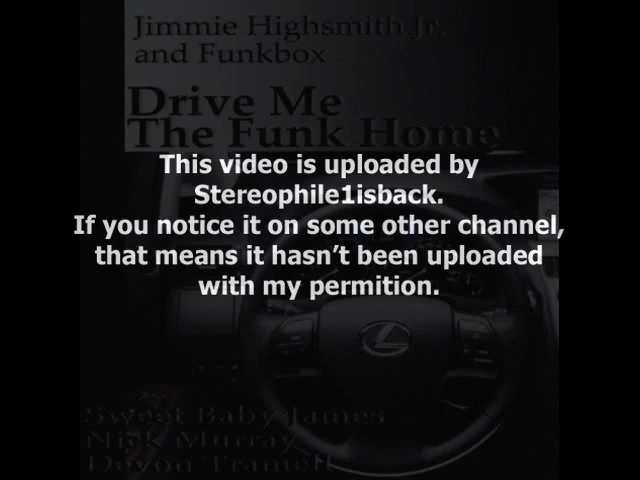 Jimmie Highsmith Jr.
and Funkbox
Drive Me
The Funk Home
This video is uploaded by
Stereophile1isback.
If you notice it on some other channel,
that means it hasn’t been uploaded
with my permition.
Sweet Baby James
Nick Murray
Devon Tramell